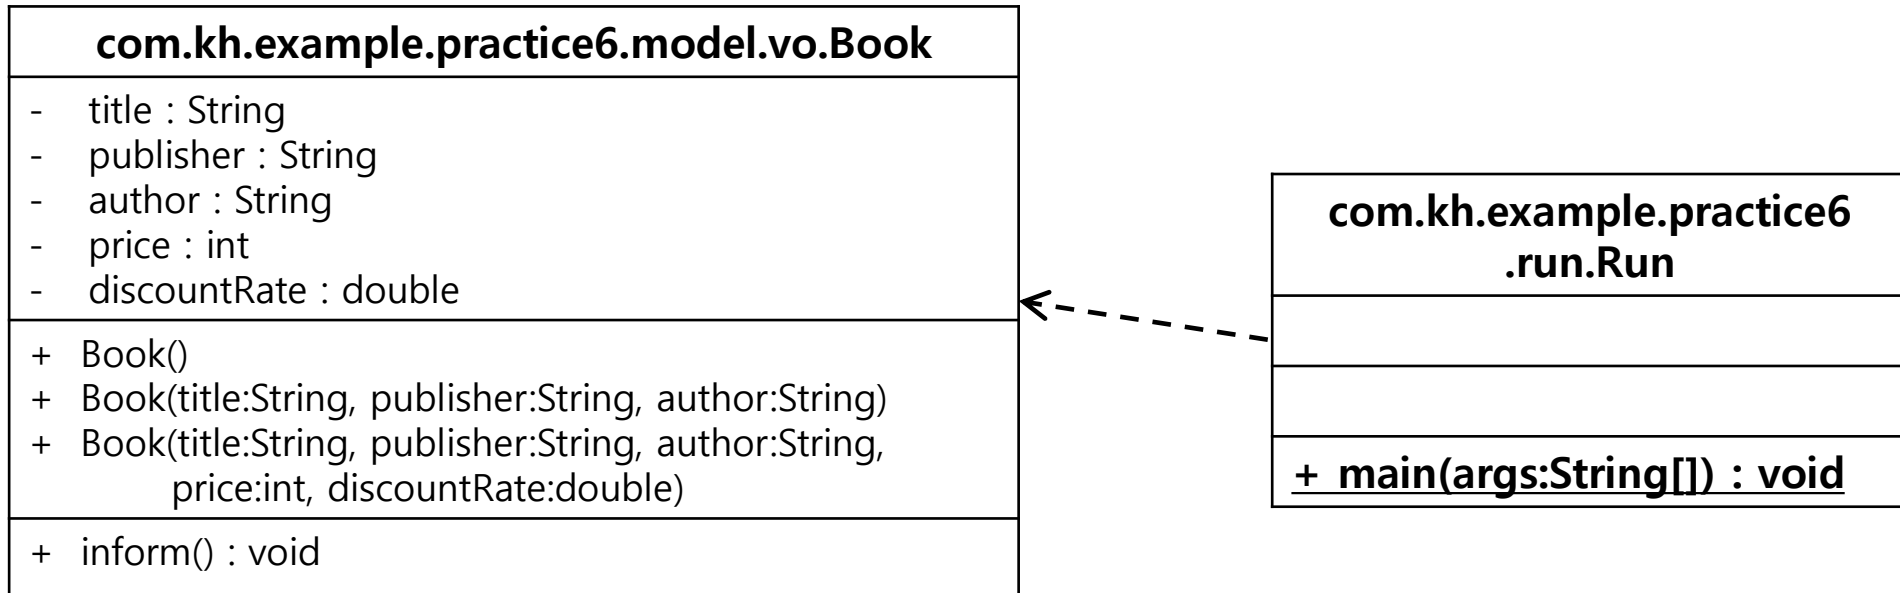 com.kh.example.practice6.model.vo.Book
- title : String
- publisher : String
- author : String
- price : int
- discountRate : double
+ Book()
+ Book(title:String, publisher:String, author:String)
+ Book(title:String, publisher:String, author:String,
price:int, discountRate:double)
+ inform() : void
com.kh.example.practice6
.run.Run
+ main(args:String[]) : void